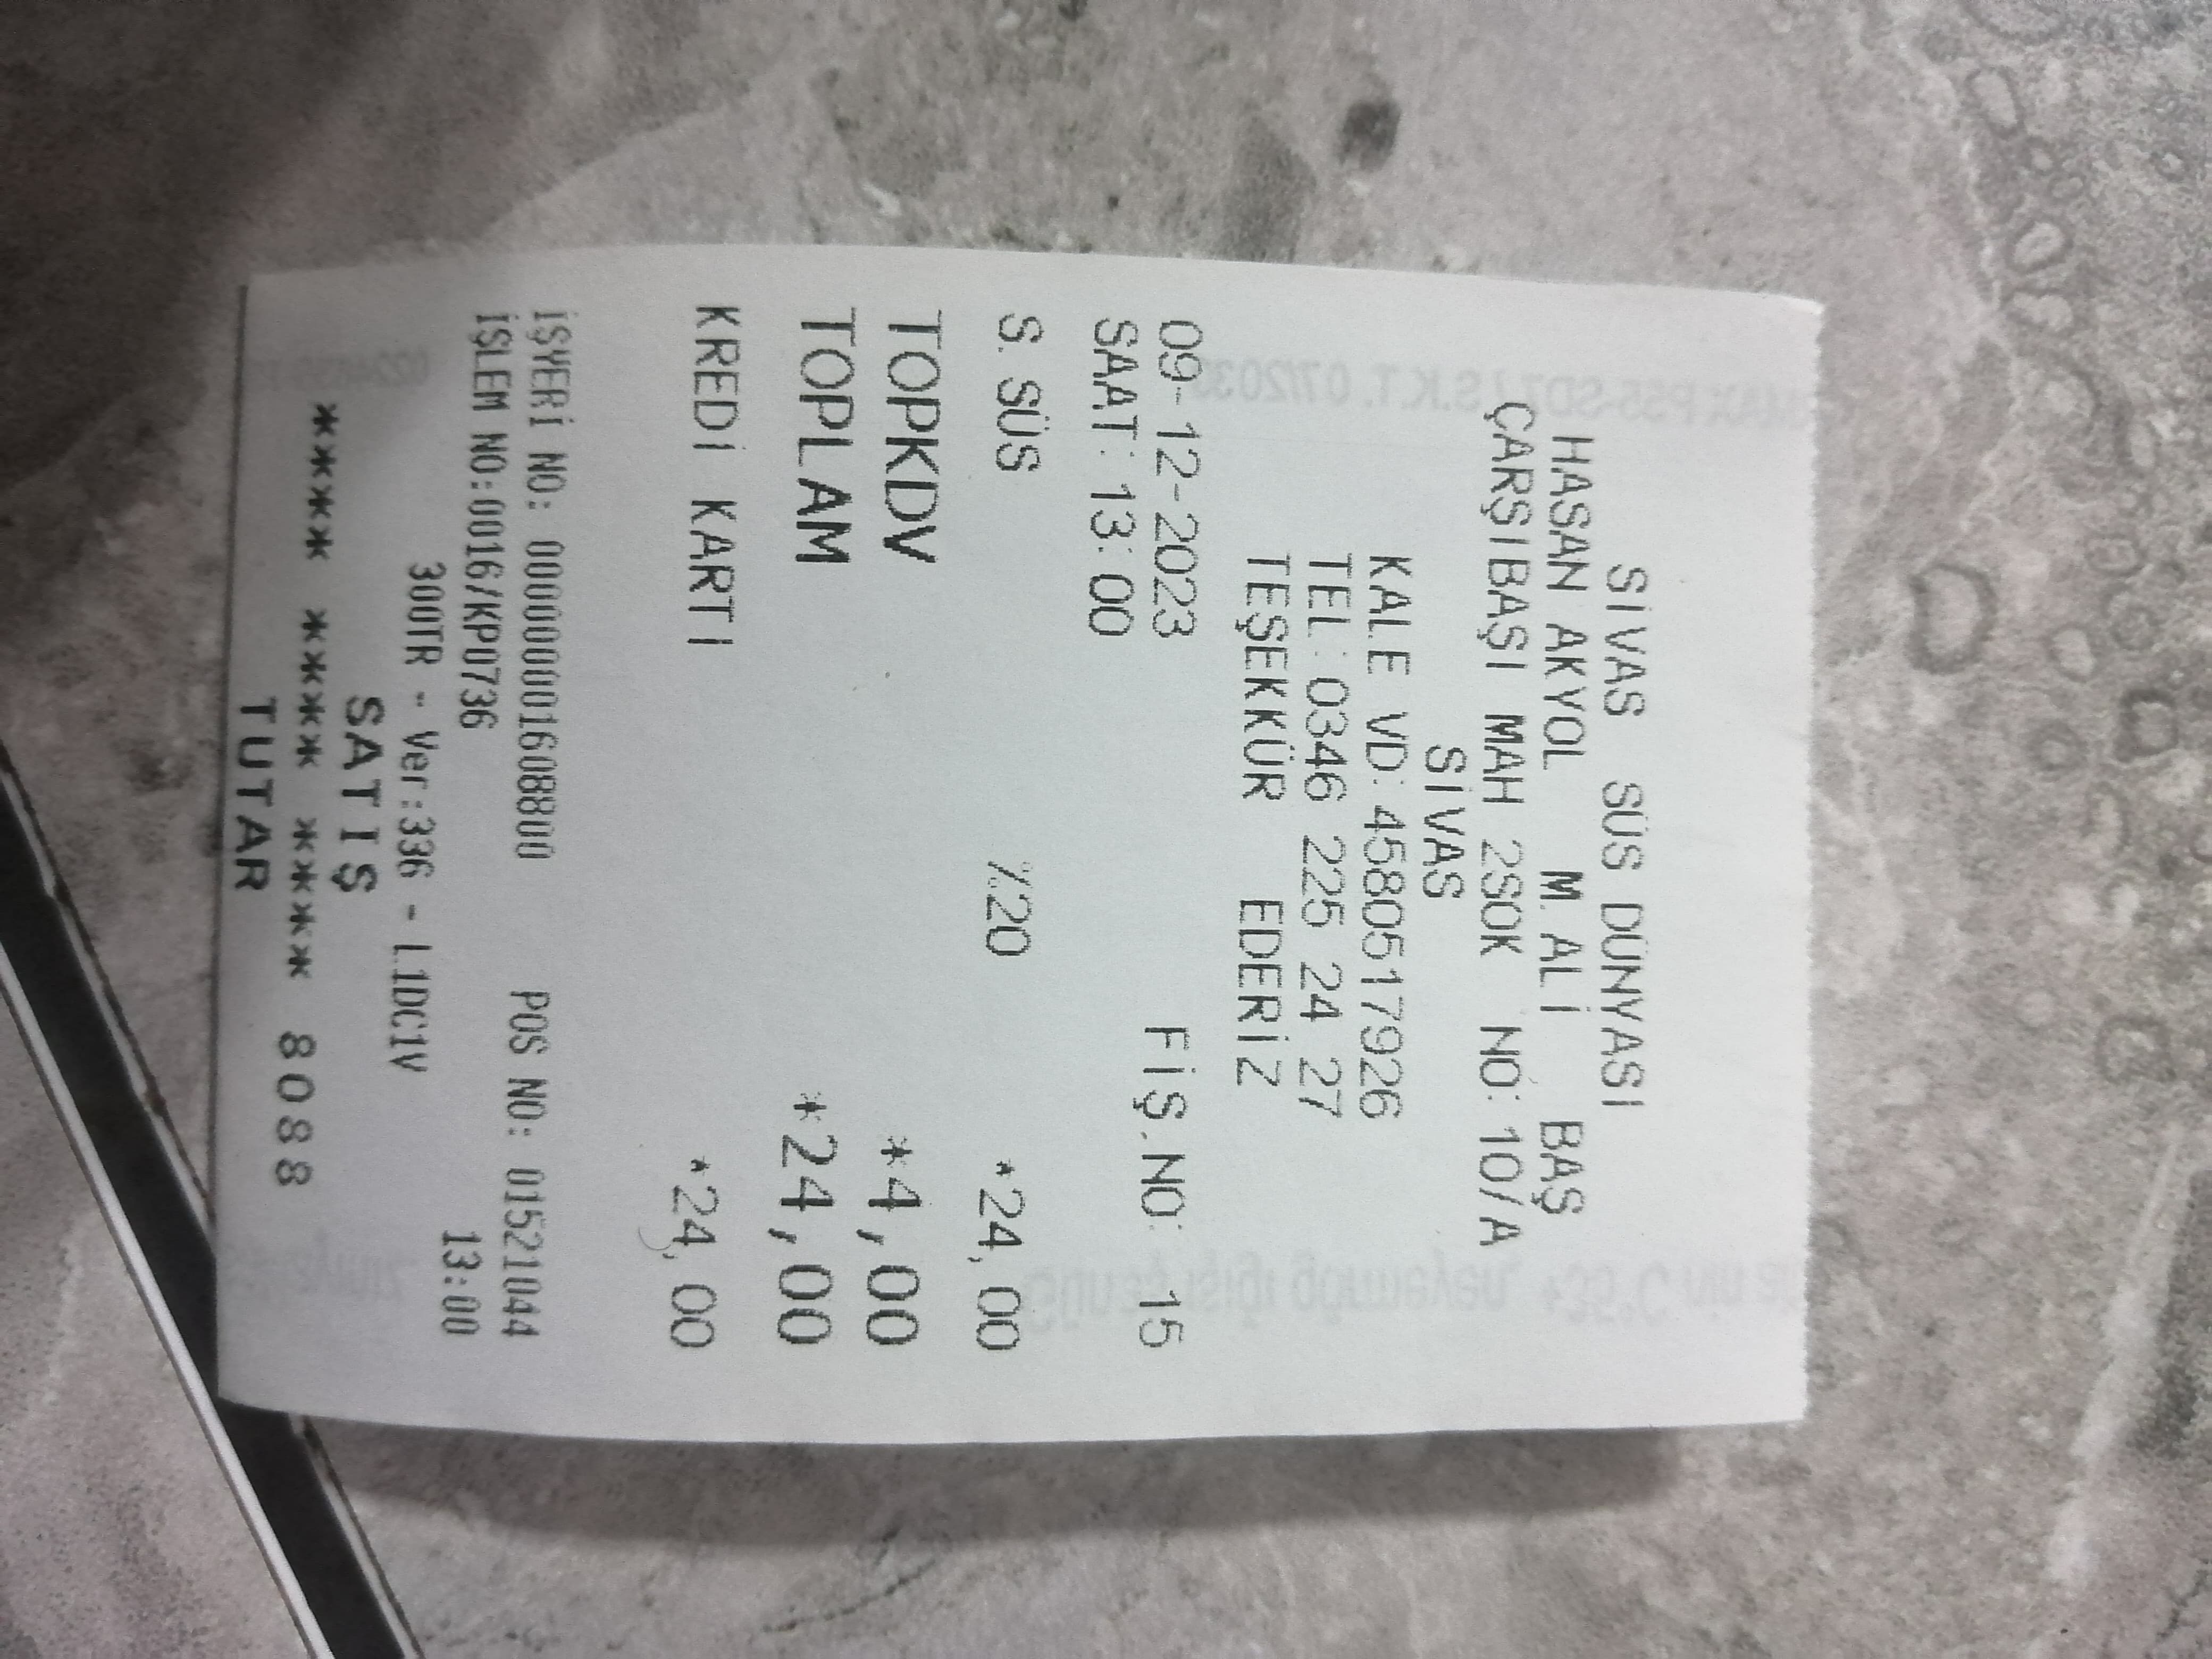 SİVAS SÜS DÜNYASI
HASAN AKYOL M.ALİ BAŞ
ÇARŞIBAŞI MAH 2SOK NO:10/A
SİVAS
KALE VD:4580517926
TEL:0346 225 24 27
TEŞEKKÜR EDERİZ
09-12-2023 FİŞ.NO: 15
SAAT:13:00
S.SÜS %20 *24,00
TOPKDV *4,00
TOPLAM *24,00
KREDİ KARTI *24,00
İŞYERİ NO: 000000001608800 POS NO: 01521044
İŞLEM NO:0016/KP0736 13:00
300TR - Ver:336 - L1DC1V
SATIŞ
**** **** **** 8088
TUTAR